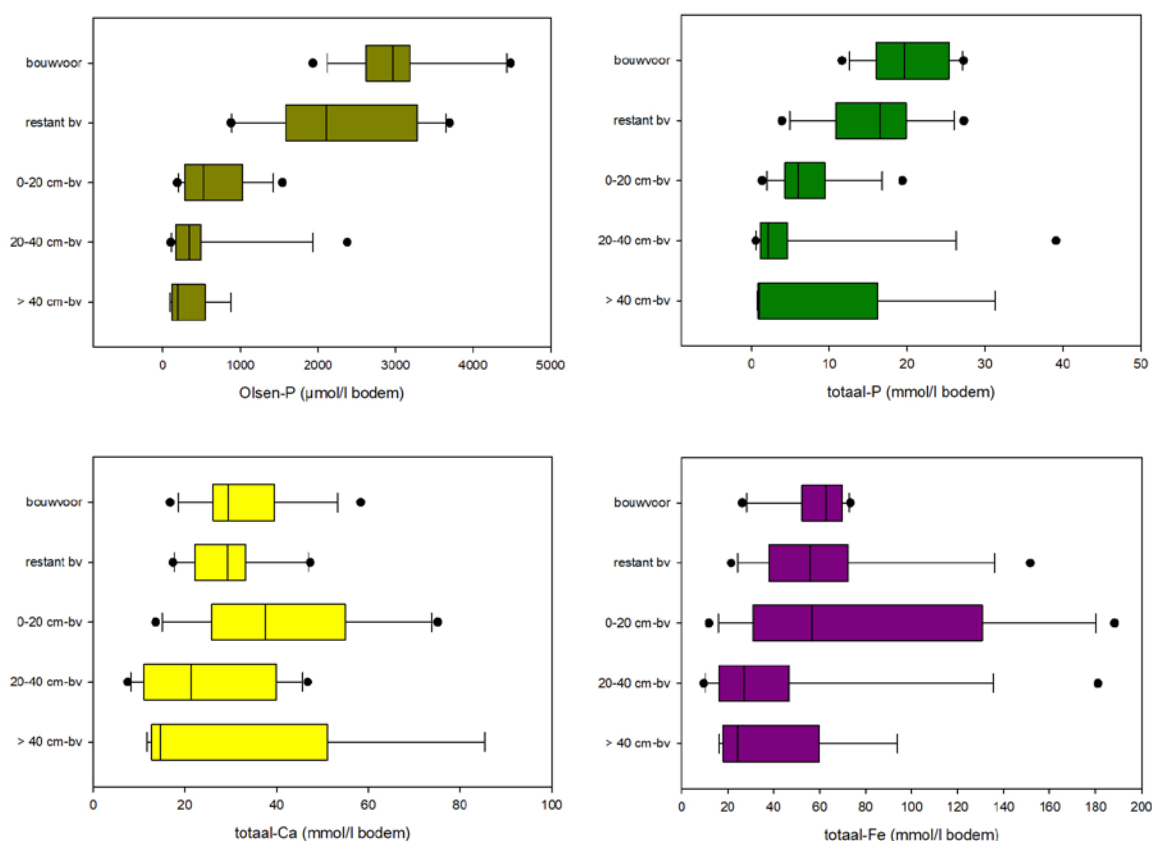 bouwvoor
restant bv
0-20 cm-bv
20-40 cm-bv
> 40 cm-bv
0 1000 2000 3000 4000 5000
Olsen-P (µmol/l bodem)
bouwvoor
restant bv
0-20 cm-bv
20-40 cm-bv
> 40 cm-bv
0 10 20 30 40 50
totaal-P (mmol/l bodem)
bouwvoor
restant bv
0-20 cm-bv
20-40 cm-bv
> 40 cm-bv
0 20 40 60 80 100
totaal-Ca (mmol/l bodem)
bouwvoor
restant bv
0-20 cm-bv
20-40 cm-bv
> 40 cm-bv
0 20 40 60 80 100 120 140 160 180 200
totaal-Fe (mmol/l bodem)